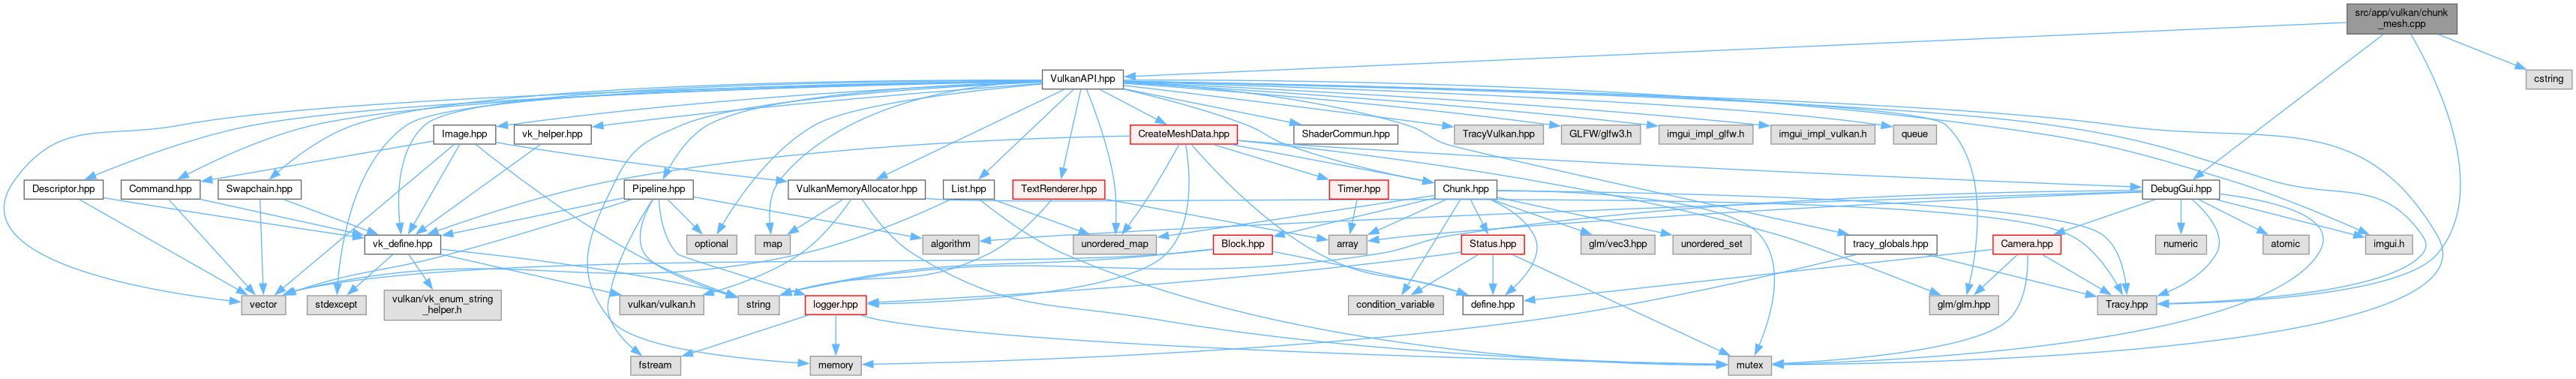 src/app/vulkan/chunk
_mesh.cpp
VulkanAPI.hpp
cstring
Image.hpp
vk_helper.hpp
CreateMeshData.hpp
ShaderCommun.hpp
TracyVulkan.hpp
GLFW/glfw3.h
imgui_impl_glfw.h
imgui_impl_vulkan.h
queue
Descriptor.hpp
Command.hpp
Swapchain.hpp
Pipeline.hpp
VulkanMemoryAllocator.hpp
List.hpp
TextRenderer.hpp
Timer.hpp
Chunk.hpp
DebugGui.hpp
vk_define.hpp
optional
map
algorithm
unordered_map
Block.hpp
array
Status.hpp
glm/vec3.hpp
unordered_set
tracy_globals.hpp
Camera.hpp
numeric
atomic
imgui.h
vector
stdexcept
vulkan/vk_enum_string
_helper.h
vulkan/vulkan.h
string
logger.hpp
condition_variable
define.hpp
glm/glm.hpp
Tracy.hpp
fstream
memory
mutex